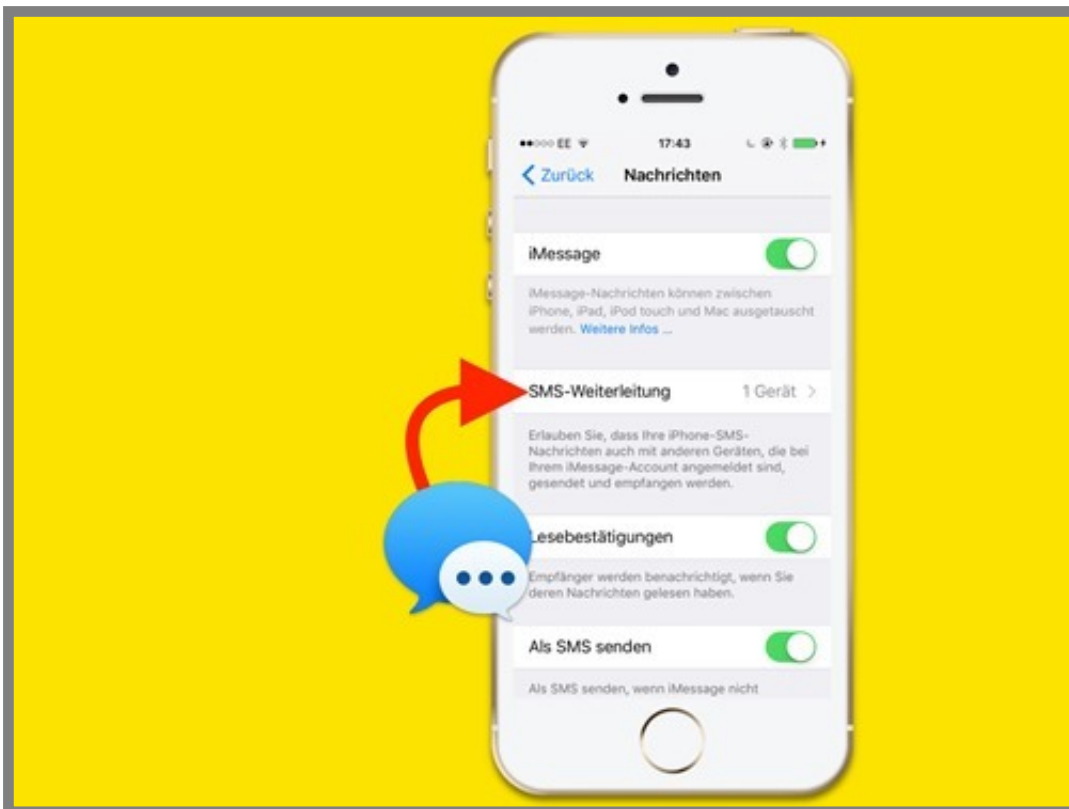 EE 17:43
Zurück Nachrichten
iMessage
iMessage-Nachrichten können zwischen
iPhone, iPad, iPod touch und Mac ausgetauscht
werden. Weitere Infos ...
SMS-Weiterleitung 1 Gerät
Erlauben Sie, dass Ihre iPhone-SMS-
Nachrichten auch mit anderen Geräten, die bei
Ihrem iMessage-Account angemeldet sind,
gesendet und empfangen werden.
Lesebestätigungen
Empfänger werden benachrichtigt, wenn Sie
deren Nachrichten gelesen haben.
Als SMS senden
Als SMS senden, wenn iMessage nicht